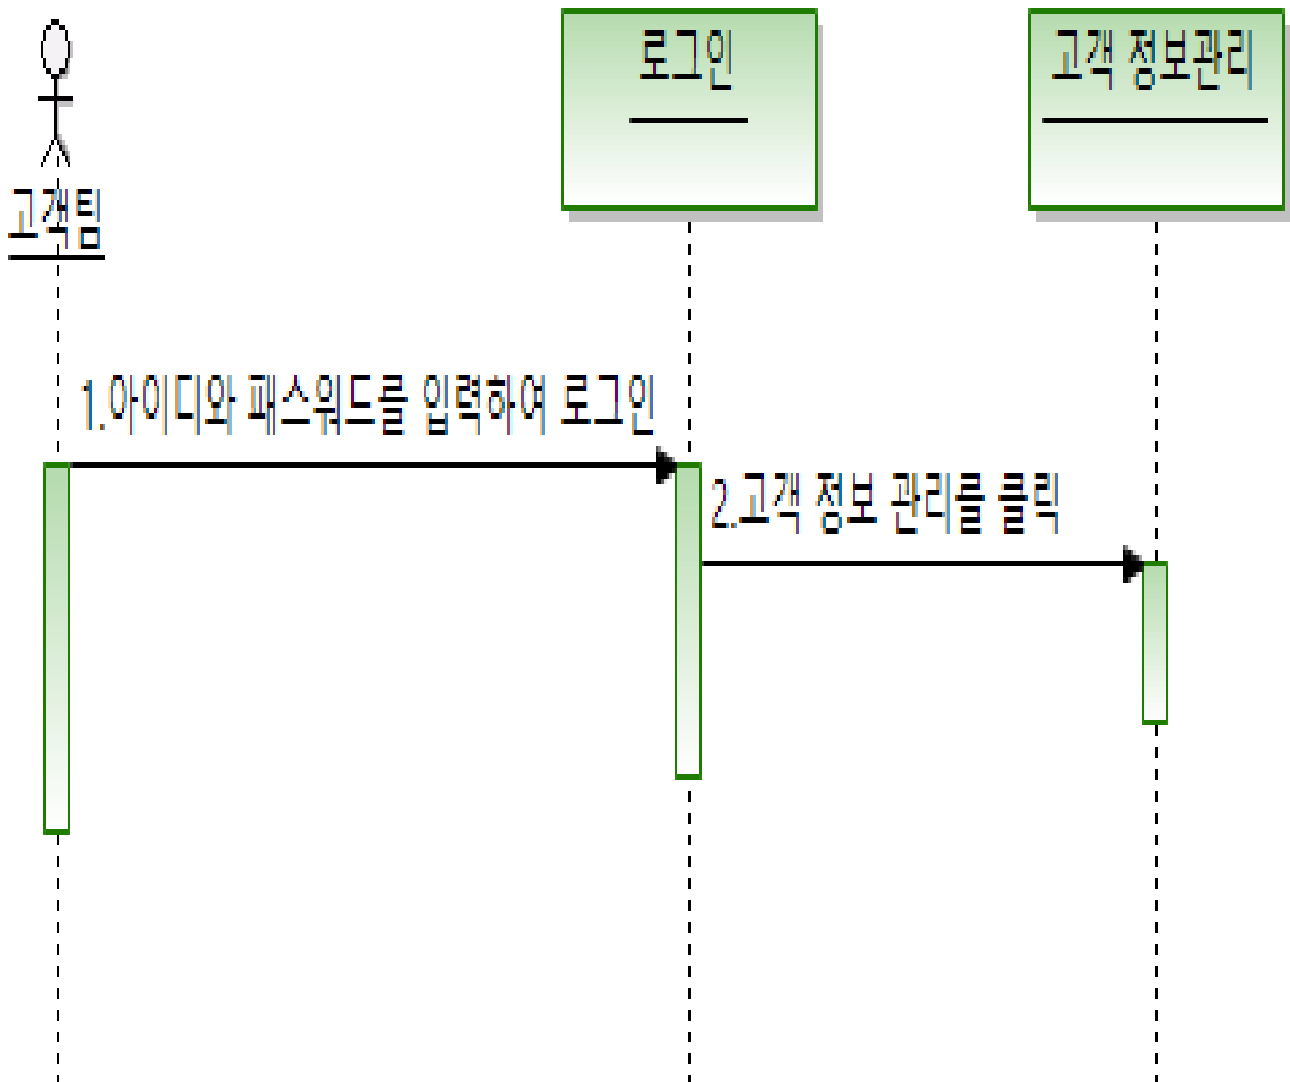 로그인
고객 정보관리
고객팀
1.아이디와 패스워드를 입력하여 로그인
2.고객 정보 관리를 클릭